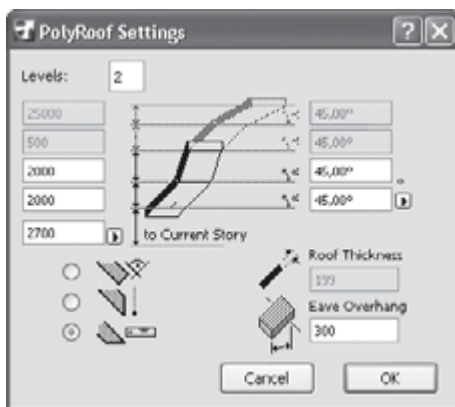 PolyRoof Settings
Levels: 2
25000 45,00°
500 45,00°
2000 45,00°
2000 45,00°
2700 to Current Story
Roof Thickness
199
Eave Overhang
300
Cancel OK